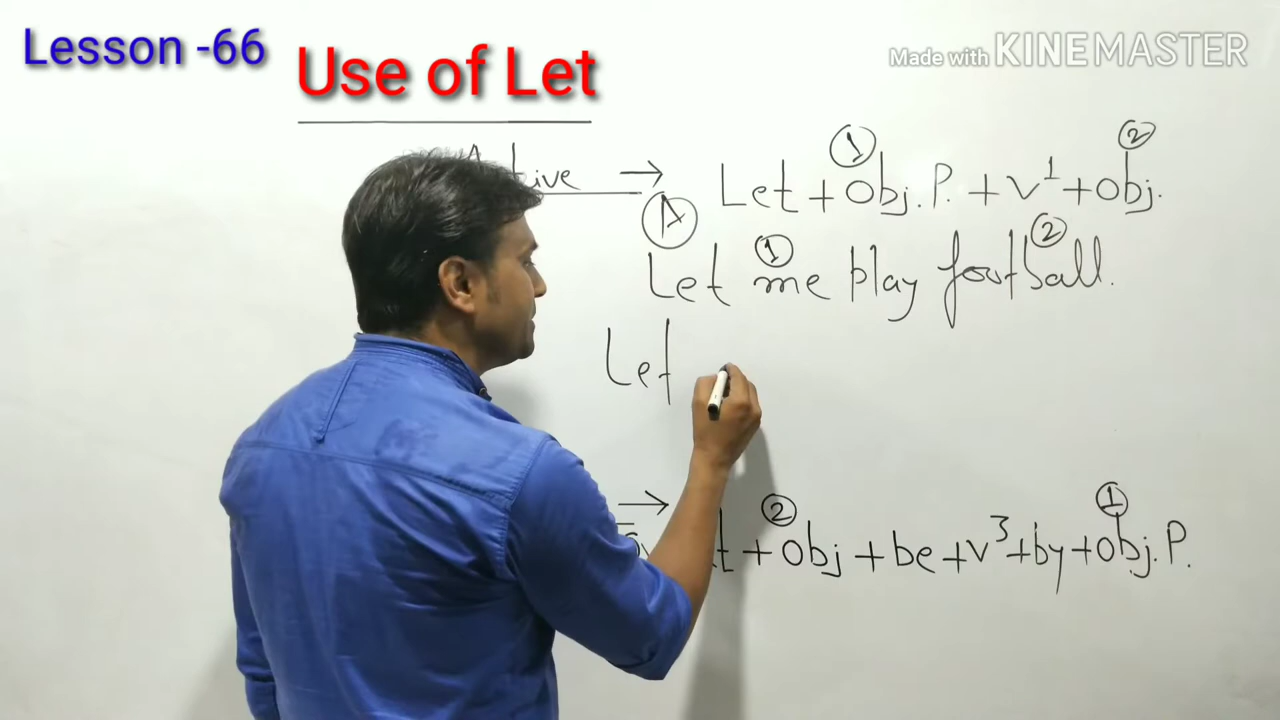 Lesson -66
Made with KINEMASTER
Use of Let
Active → Let + Obj. P. + V¹ + Obj.
① ②
Ⓐ
Let me play football.
① ②
Let
→ + Obj + be + V³ + by + Obj. P.
② ①